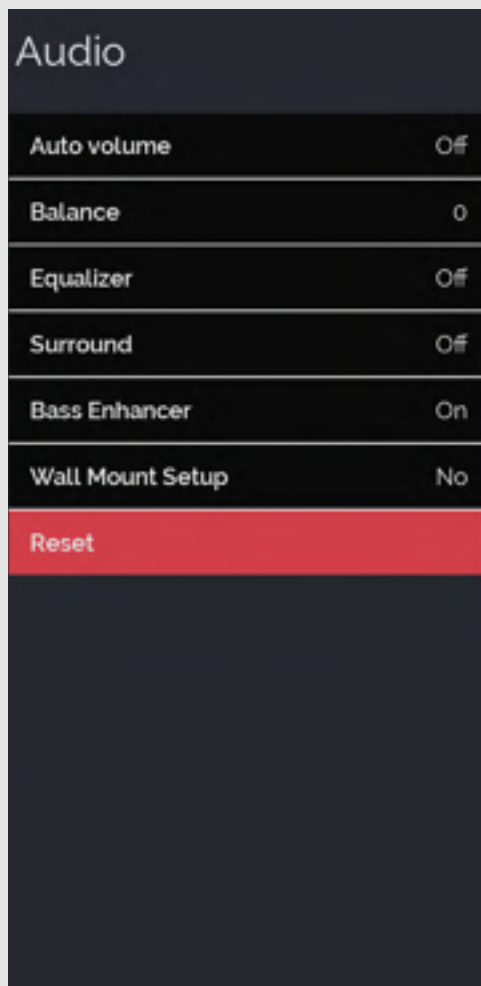 Audio
Auto volume Off
Balance 0
Equalizer Off
Surround Off
Bass Enhancer On
Wall Mount Setup No
Reset